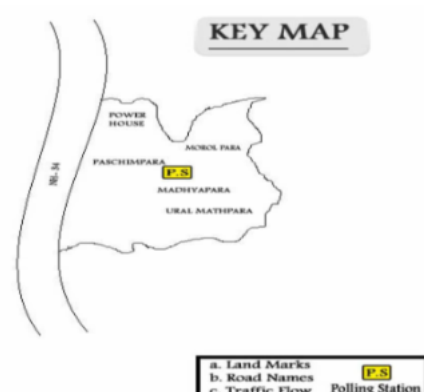 KEY MAP
POWER
HOUSE
MOROL PARA
PASCHIMPARA
P.S
MADHYAPARA
URAL MATHPARA
NH-34
a. Land Marks
b. Road Names
c. Traffic Flow
P.S
Polling Station